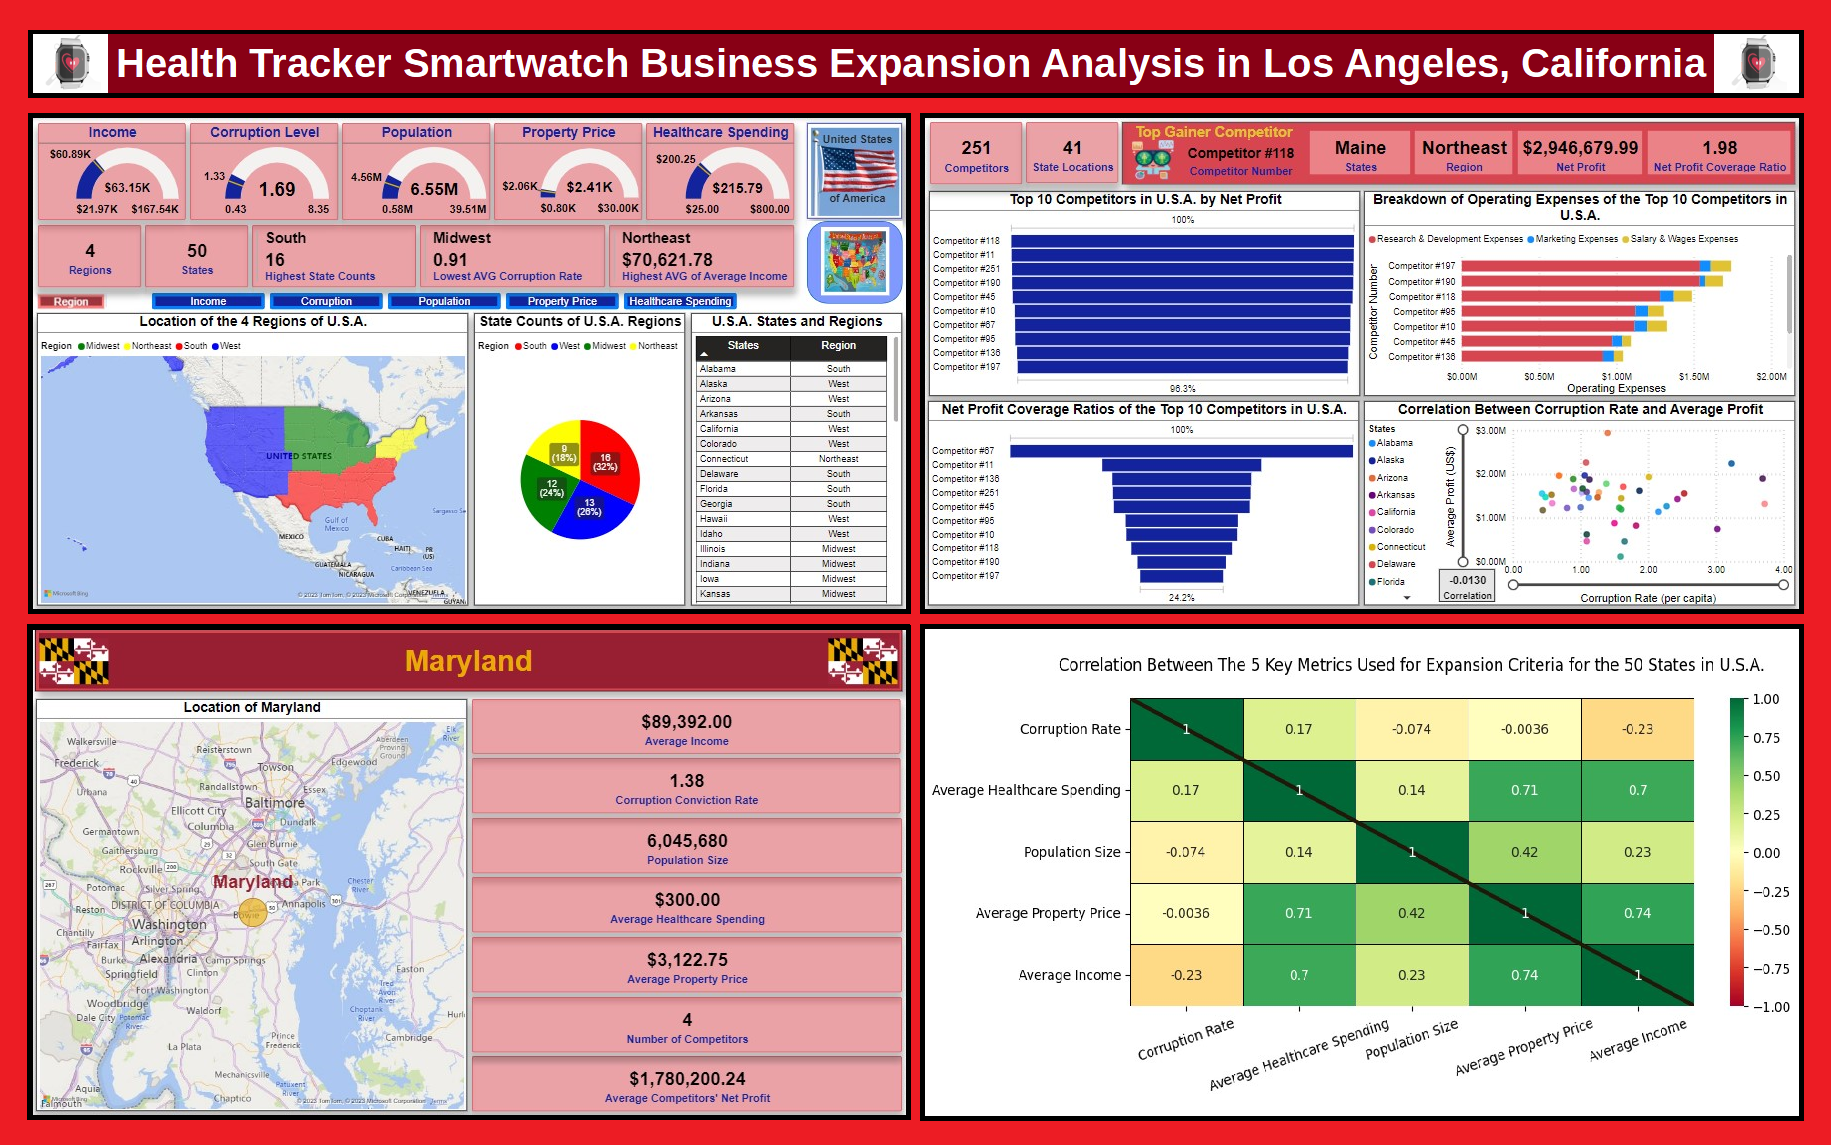 Health Tracker Smartwatch Business Expansion Analysis in Los Angeles, California
Income
$60.89K
$63.15K
$21.97K $167.54K
Corruption Level
1.33
1.69
0.43 8.35
Population
4.56M
6.55M
0.58M 39.51M
Property Price
$2.06K
$2.41K
$0.80K $30.00K
Healthcare Spending
$200.25
$215.79
$25.00 $800.00
United States
of America
4
Regions
50
States
South
16
Highest State Counts
Midwest
0.91
Lowest AVG Corruption Rate
Northeast
$70,621.78
Highest AVG of Average Income
Region
Income
Corruption
Population
Property Price
Healthcare Spending
Location of the 4 Regions of U.S.A.
Region Midwest Northeast South West
UNITED STATES
Gulf of
Mexico
MEXICO
CUBA
HAITI
PR
(US)
GUATEMALA
NICARAGUA
Caribbean Sea
VENEZUELA
GUYAN
Sargasso Se
Microsoft Bing
© 2023 TomTom, © 2023 Microsoft Corporation Terms
State Counts of U.S.A. Regions
Region South West Midwest Northeast
9
(18%)
16
(32%)
12
(24%)
13
(26%)
U.S.A. States and Regions
States Region
Alabama South
Alaska West
Arizona West
Arkansas South
California West
Colorado West
Connecticut Northeast
Delaware South
Florida South
Georgia South
Hawaii West
Idaho West
Illinois Midwest
Indiana Midwest
Iowa Midwest
Kansas Midwest
251
Competitors
41
State Locations
Top Gainer Competitor
Competitor #118
Competitor Number
Maine
States
Northeast
Region
$2,946,679.99
Net Profit
1.98
Net Profit Coverage Ratio
Top 10 Competitors in U.S.A. by Net Profit
100%
Competitor #118
Competitor #11
Competitor #251
Competitor #190
Competitor #45
Competitor #10
Competitor #67
Competitor #95
Competitor #136
Competitor #197
96.3%
Breakdown of Operating Expenses of the Top 10 Competitors in
U.S.A.
Research & Development Expenses Marketing Expenses Salary & Wages Expenses
Competitor Number
Competitor #197
Competitor #190
Competitor #118
Competitor #95
Competitor #10
Competitor #45
Competitor #136
$0.00M $0.50M $1.00M $1.50M $2.00M
Operating Expenses
Net Profit Coverage Ratios of the Top 10 Competitors in U.S.A.
100%
Competitor #67
Competitor #11
Competitor #136
Competitor #251
Competitor #45
Competitor #95
Competitor #10
Competitor #118
Competitor #190
Competitor #197
24.2%
Correlation Between Corruption Rate and Average Profit
States
Alabama
Alaska
Arizona
Arkansas
California
Colorado
Connecticut
Delaware
Florida
Average Profit (US$)
$3.00M
$2.00M
$1.00M
$0.00M
0.00 1.00 2.00 3.00 4.00
-0.0130
Correlation
Corruption Rate (per capita)
Maryland
Location of Maryland
Walkersville
Frederick
Reisterstown
Aberdeen
Proving
Ground
Elk
River
Towson
Edgewood
Urbana
Randallstown
Essex
Baltimore
Ellicott City
Columbia
Dundalk
Germantown
Glen Burnie
Gaithersburg
Rockville
South Gate
Potomac
Silver Spring
Maryland
Chester
River
Reston
DISTRICT OF COLUMBIA
Bowie
Annapolis
Washington
Chantilly
Arlington
Fairfax
Alexandria
Burke
Camp Springs
Springfield
Clinton
Easton
Fort Washington
Woodbridge
Waldorf
Dale City
Potomac
River
Choptank
River
Prince
Frederick
Cambridge
La Plata
Mechanicsville
Patuxent
River
Aquia
Chaptico
Falmouth
Microsoft Bing
© 2023 TomTom, © 2023 Microsoft Corporation Terms
$89,392.00
Average Income
1.38
Corruption Conviction Rate
6,045,680
Population Size
$300.00
Average Healthcare Spending
$3,122.75
Average Property Price
4
Number of Competitors
$1,780,200.24
Average Competitors' Net Profit
Correlation Between The 5 Key Metrics Used for Expansion Criteria for the 50 States in U.S.A.
Corruption Rate 1 0.17 -0.074 -0.0036 -0.23
Average Healthcare Spending 0.17 1 0.14 0.71 0.7
Population Size -0.074 0.14 1 0.42 0.23
Average Property Price -0.0036 0.71 0.42 1 0.74
Average Income -0.23 0.7 0.23 0.74 1
Corruption Rate
Average Healthcare Spending
Population Size
Average Property Price
Average Income
1.00
0.75
0.50
0.25
0.00
−0.25
−0.50
−0.75
−1.00